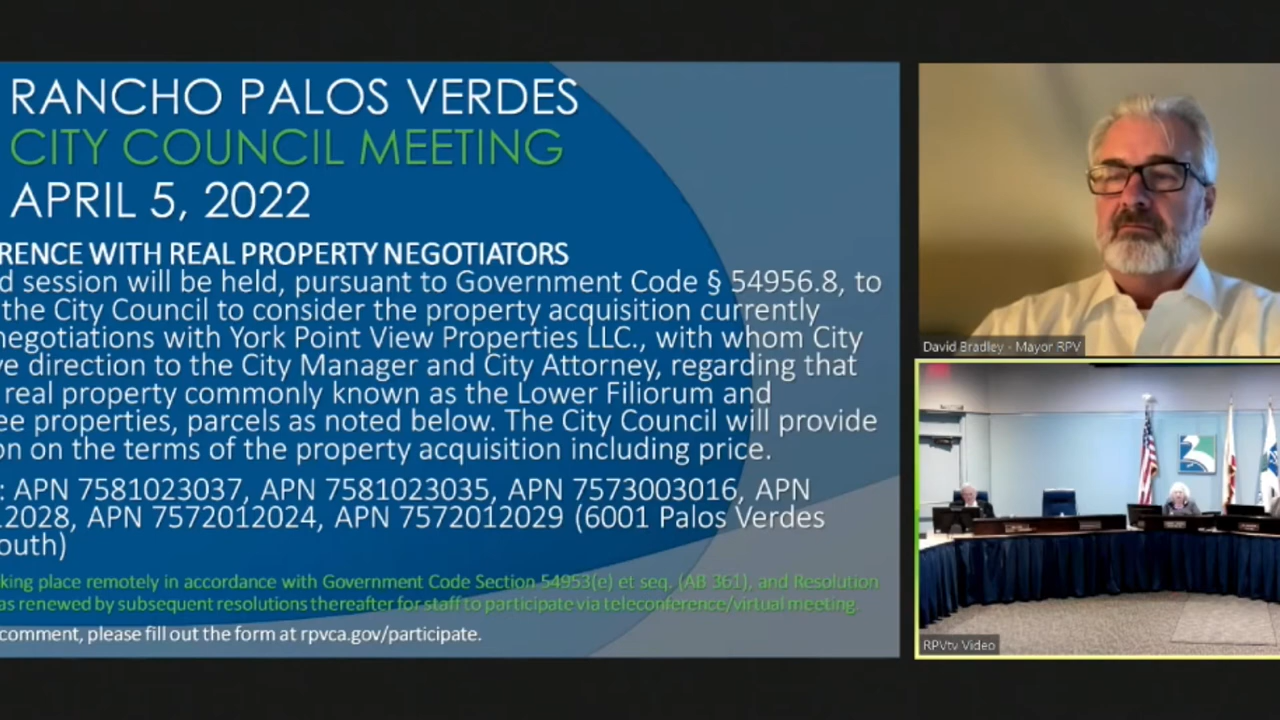 RANCHO PALOS VERDES
CITY COUNCIL MEETING
APRIL 5, 2022
RENCE WITH REAL PROPERTY NEGOTIATORS
d session will be held, pursuant to Government Code § 54956.8, to
the City Council to consider the property acquisition currently
negotiations with York Point View Properties LLC., with whom City
ve direction to the City Manager and City Attorney, regarding that
real property commonly known as the Lower Filiorum and
ee properties, parcels as noted below. The City Council will provide
on on the terms of the property acquisition including price.
: APN 7581023037, APN 7581023035, APN 7573003016, APN
12028, APN 7572012024, APN 7572012029 (6001 Palos Verdes
outh)
king place remotely in accordance with Government Code Section 54953(e) et seq. (AB 361), and Resolution
as renewed by subsequent resolutions thereafter for staff to participate via teleconference/virtual meeting.
comment, please fill out the form at rpvca.gov/participate.
David Bradley - Mayor RPV
RPVtv Video